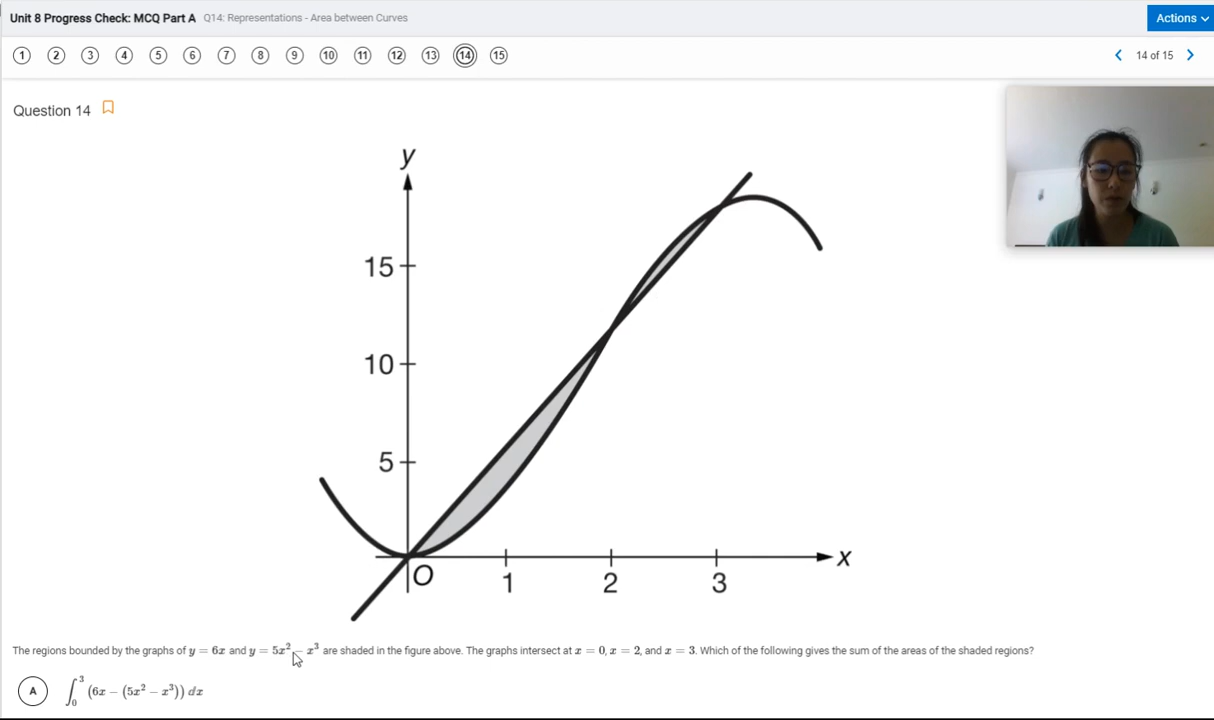 Unit 8 Progress Check: MCQ Part A Q14: Representations - Area between Curves
Actions
1 2 3 4 5 6 7 8 9 10 11 12 13 14 15
14 of 15
Question 14
y
15
10
5
O
1
2
3
x
The regions bounded by the graphs of y = 6x and y = 5x² − x³ are shaded in the figure above. The graphs intersect at x = 0, x = 2, and x = 3. Which of the following gives the sum of the areas of the shaded regions?
A ∫₀³ (6x − (5x² − x³)) dx